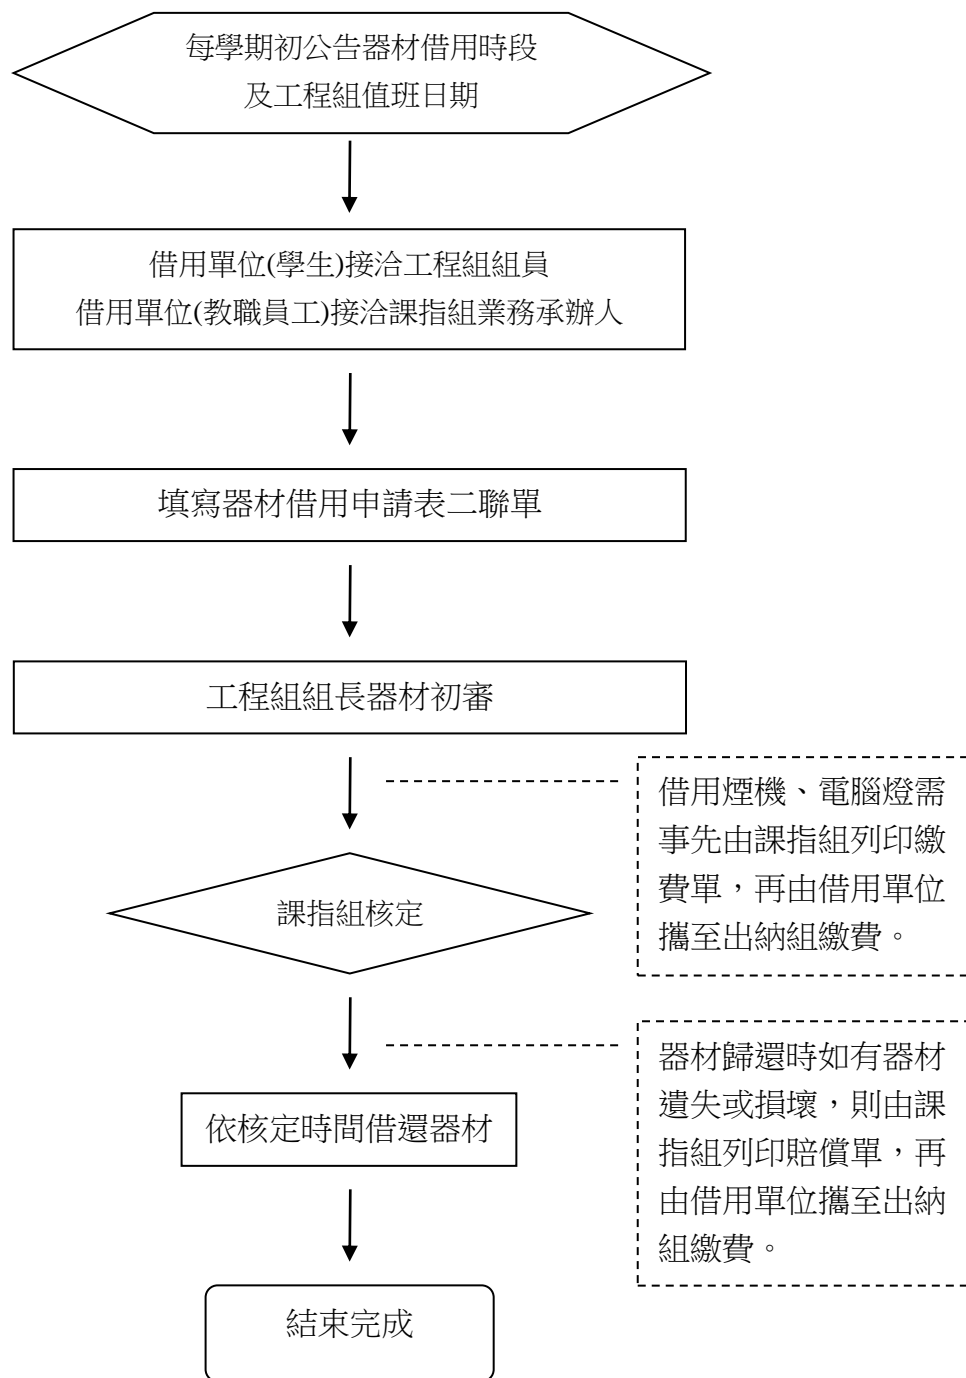 每學期初公告器材借用時段
及工程組值班日期
借用單位(學生)接洽工程組組員
借用單位(教職員工)接洽課指組業務承辦人
填寫器材借用申請表二聯單
工程組組長器材初審
借用煙機、電腦燈需
事先由課指組列印繳
費單，再由借用單位
攜至出納組繳費。
課指組核定
器材歸還時如有器材
遺失或損壞，則由課
指組列印賠償單，再
由借用單位攜至出納
組繳費。
依核定時間借還器材
結束完成